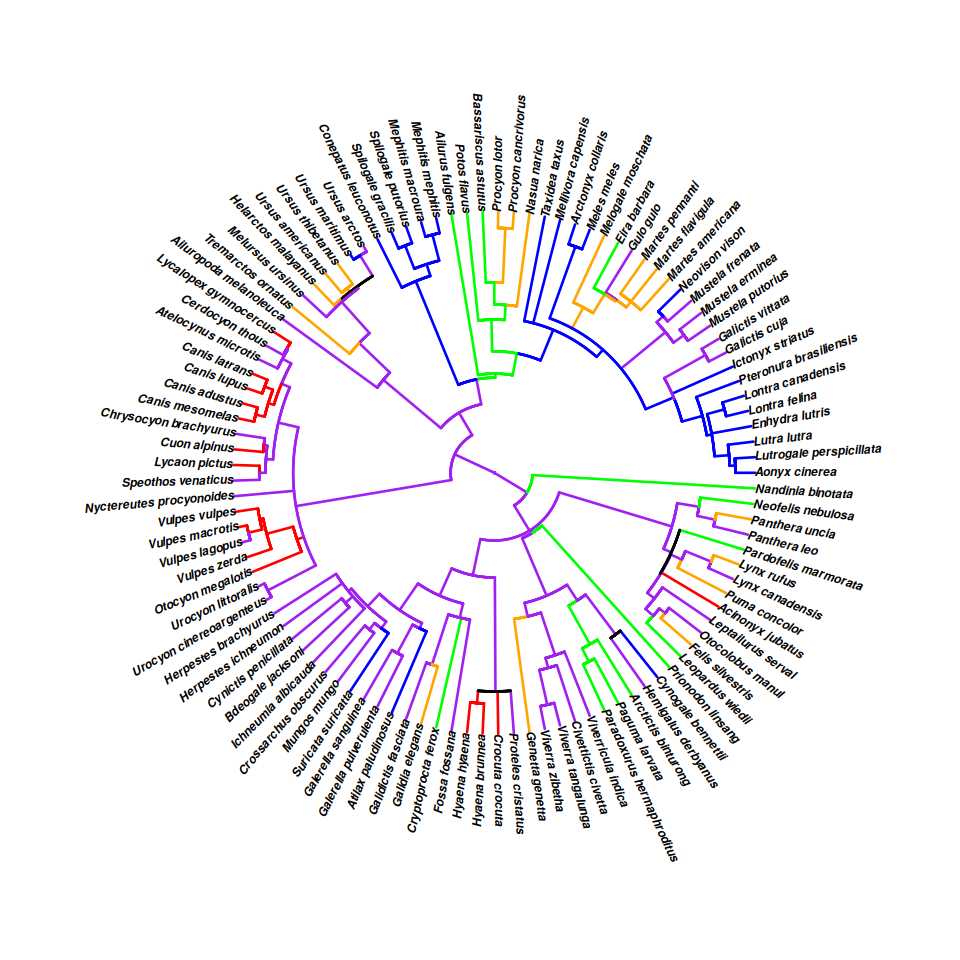 Nandinia binotata
Neofelis nebulosa
Panthera uncia
Panthera leo
Pardofelis marmorata
Lynx rufus
Lynx canadensis
Puma concolor
Acinonyx jubatus
Leptailurus serval
Otocolobus manul
Felis silvestris
Leopardus wiedii
Prionodon linsang
Cynogale bennettii
Hemigalus derbyanus
Arctictis binturong
Paguma larvata
Paradoxurus hermaphroditus
Viverricula indica
Civettictis civetta
Viverra tangalunga
Viverra zibetha
Genetta genetta
Proteles cristatus
Crocuta crocuta
Hyaena brunnea
Hyaena hyaena
Fossa fossana
Cryptoprocta ferox
Galidia elegans
Galidictis fasciata
Atilax paludinosus
Galerella pulverulenta
Galerella sanguinea
Suricata suricatta
Mungos mungo
Crossarchus obscurus
Ichneumia albicauda
Bdeogale jacksoni
Cynictis penicillata
Herpestes ichneumon
Herpestes brachyurus
Urocyon cinereoargenteus
Urocyon littoralis
Otocyon megalotis
Vulpes zerda
Vulpes lagopus
Vulpes macrotis
Vulpes vulpes
Nyctereutes procyonoides
Speothos venaticus
Lycaon pictus
Cuon alpinus
Chrysocyon brachyurus
Canis mesomelas
Canis adustus
Canis lupus
Canis latrans
Atelocynus microtis
Cerdocyon thous
Lycalopex gymnocercus
Ailuropoda melanoleuca
Tremarctos ornatus
Melursus ursinus
Helarctos malayanus
Ursus americanus
Ursus thibetanus
Ursus maritimus
Ursus arctos
Conepatus leuconotus
Spilogale gracilis
Spilogale putorius
Mephitis macroura
Mephitis mephitis
Ailurus fulgens
Potos flavus
Bassariscus astutus
Procyon lotor
Procyon cancrivorus
Nasua narica
Taxidea taxus
Mellivora capensis
Arctonyx collaris
Meles meles
Melogale moschata
Eira barbara
Gulo gulo
Martes pennanti
Martes flavigula
Martes americana
Neovison vison
Mustela frenata
Mustela erminea
Mustela putorius
Galictis vittata
Galictis cuja
Ictonyx striatus
Pteronura brasiliensis
Lontra canadensis
Lontra felina
Enhydra lutris
Lutra lutra
Lutrogale perspicillata
Aonyx cinerea